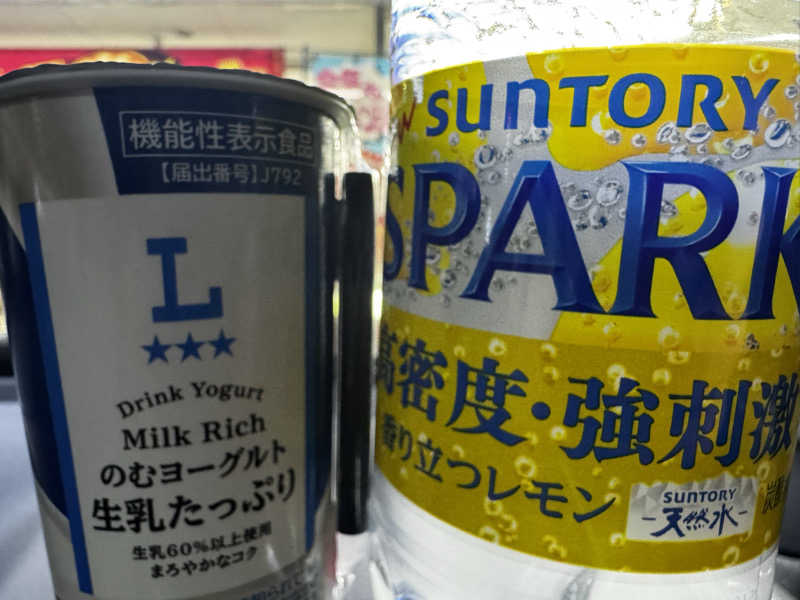 機能性表示食品
【届出番号】J792
L
★★★
Drink Yogurt
Milk Rich
のむヨーグルト
生乳たっぷり
生乳60%以上使用
まろやかなコク
SUNTORY
SPARK
高密度・強刺激
香り立つレモン
SUNTORY
天然水